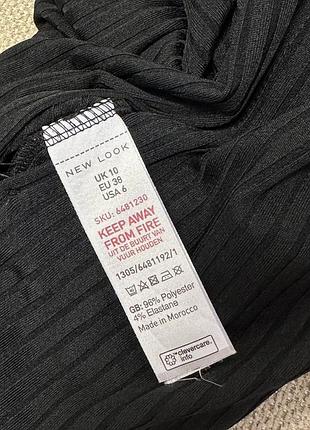 NEW LOOK
UK 10
EU 38
USA 6
SKU: 6481230
KEEP AWAY
FROM FIRE
UIT DE BUURT VAN
VUUR HOUDEN
1305/6481192/1
GB: 96% Polyester
4% Elastane
Made in Morocco
clevercare.
info